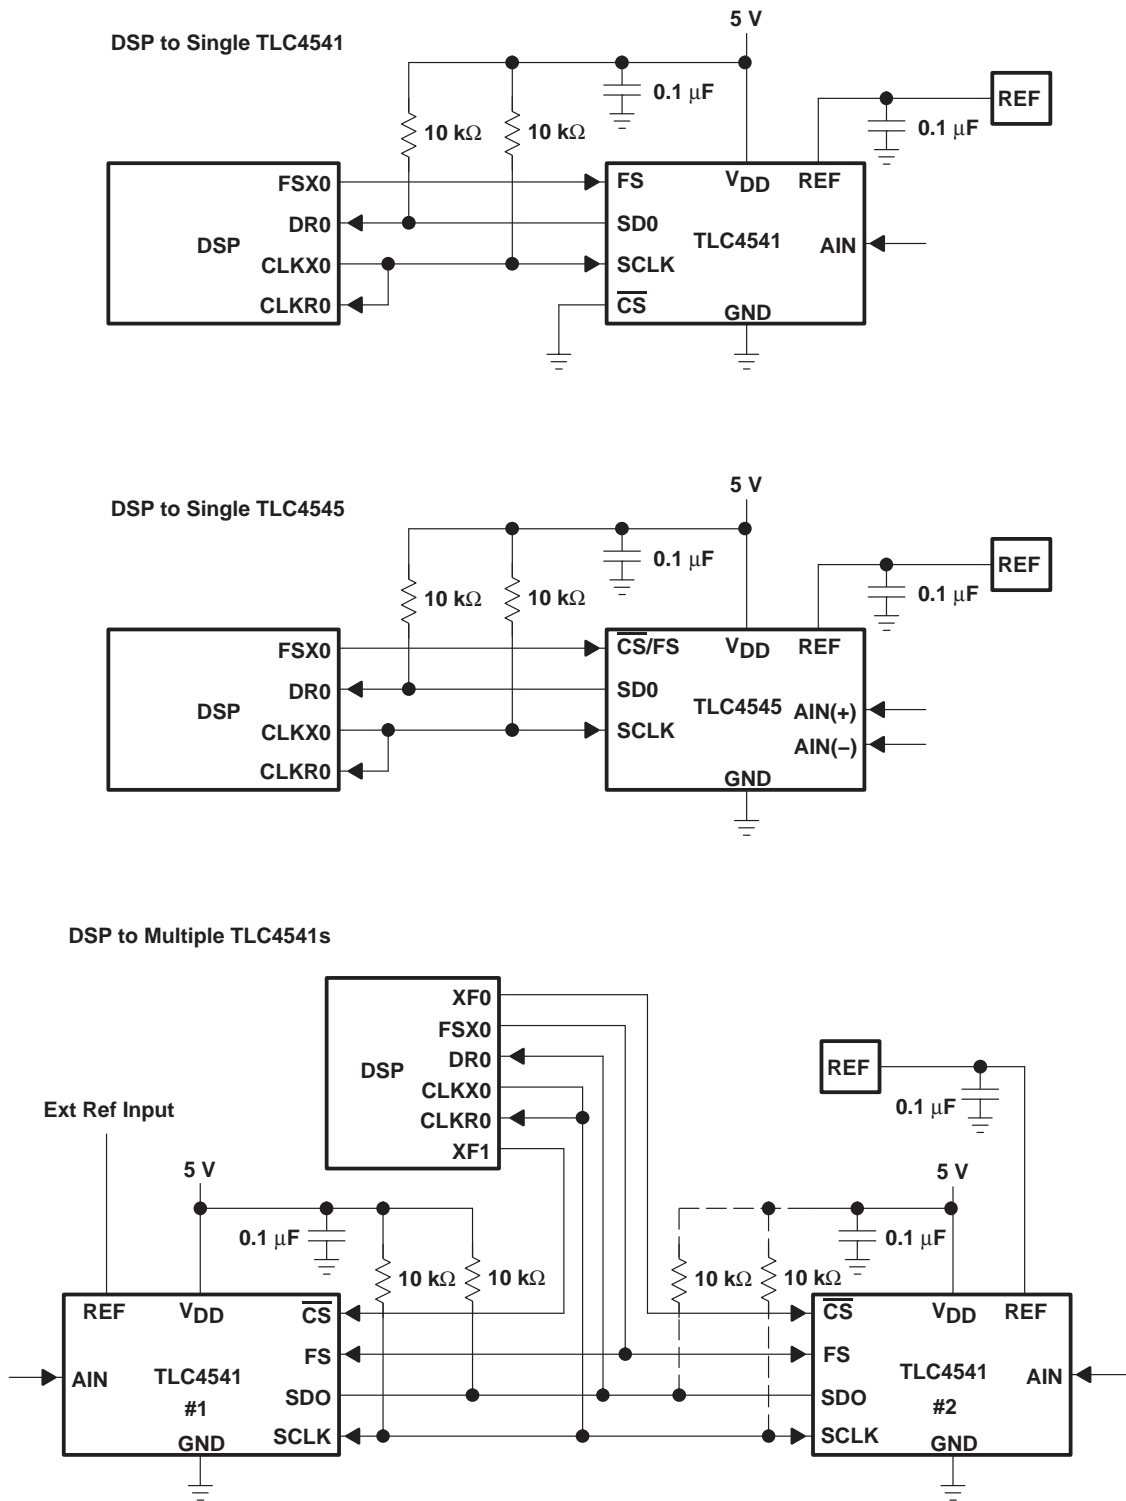 DSP to Single TLC4541
5 V
0.1 μF
REF
0.1 μF
10 kΩ
10 kΩ
FSX0
DR0
DSP
CLKX0
CLKR0
FS
VDD
REF
SD0
TLC4541
AIN
SCLK
CS
GND
DSP to Single TLC4545
5 V
0.1 μF
REF
0.1 μF
10 kΩ
10 kΩ
FSX0
DR0
DSP
CLKX0
CLKR0
CS/FS
VDD
REF
SD0
TLC4545
AIN(+)
SCLK
AIN(−)
GND
DSP to Multiple TLC4541s
XF0
FSX0
DR0
DSP
CLKX0
CLKR0
XF1
REF
0.1 μF
Ext Ref Input
5 V
0.1 μF
10 kΩ
10 kΩ
5 V
0.1 μF
10 kΩ
10 kΩ
REF
VDD
CS
FS
AIN
TLC4541
#1
SDO
SCLK
GND
CS
VDD
REF
FS
TLC4541
#2
AIN
SDO
SCLK
GND